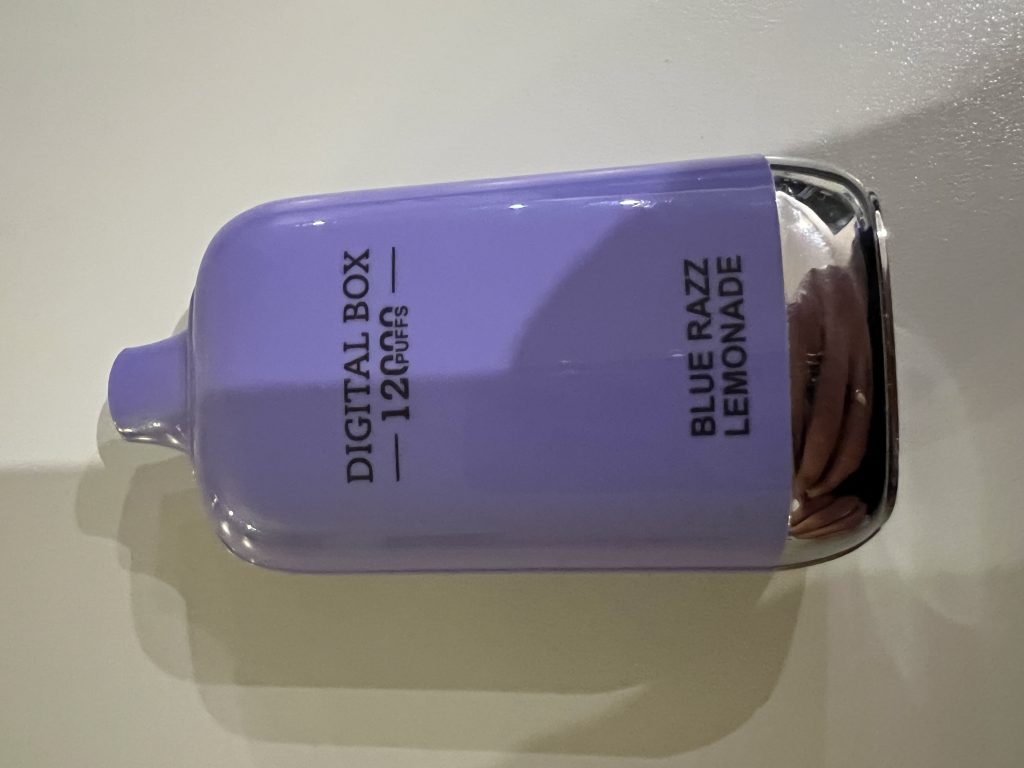 DIGITAL BOX
12000
PUFFS
BLUE RAZZ
LEMONADE